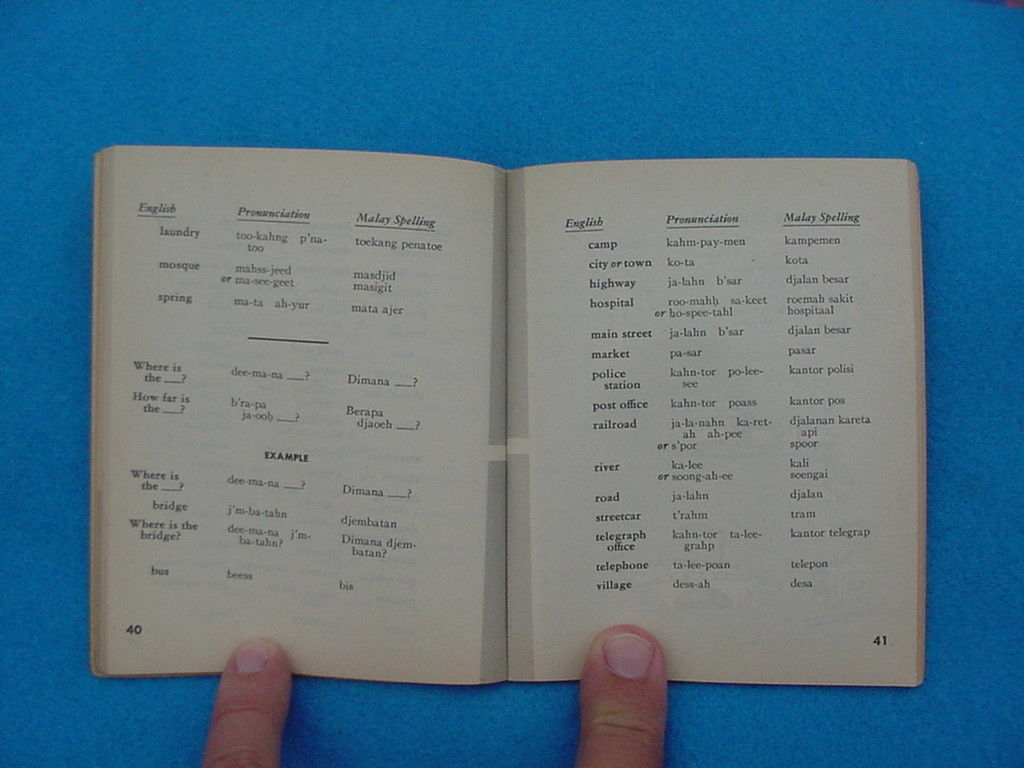 English Pronunciation Malay Spelling
laundry too-kahng p'na- toekang penatoe
too
mosque mahss-jeed masdjid
or ma-see-geet masigit
spring ma-ta ah-yur mata ajer
Where is dee-ma-na ___? Dimana ___?
the ___?
How far is b'ra-pa Berapa
the ___? ja-ooh ___? djaoeh ___?
EXAMPLE
Where is dee-ma-na ___? Dimana ___?
the ___?
bridge j'm-ba-tahn djembatan
Where is the dee-ma-na j'm- Dimana djem-
bridge? ba-tahn? batan?
bus beess bis
40
English Pronunciation Malay Spelling
camp kahm-pay-men kampemen
city or town ko-ta kota
highway ja-lahn b'sar djalan besar
hospital roo-mahh sa-keet roemah sakit
or ho-spee-tahl hospitaal
main street ja-lahn b'sar djalan besar
market pa-sar pasar
police kahn-tor po-lee- kantor polisi
station see
post office kahn-tor poass kantor pos
railroad ja-la-nahn ka-ret- djalanan kareta
ah ah-pee api
or s'por spoor
river ka-lee kali
or soong-ah-ee soengai
road ja-lahn djalan
streetcar t'rahm tram
telegraph kahn-tor ta-lee- kantor telegrap
office grahp
telephone ta-lee-poan telepon
village dess-ah desa
41